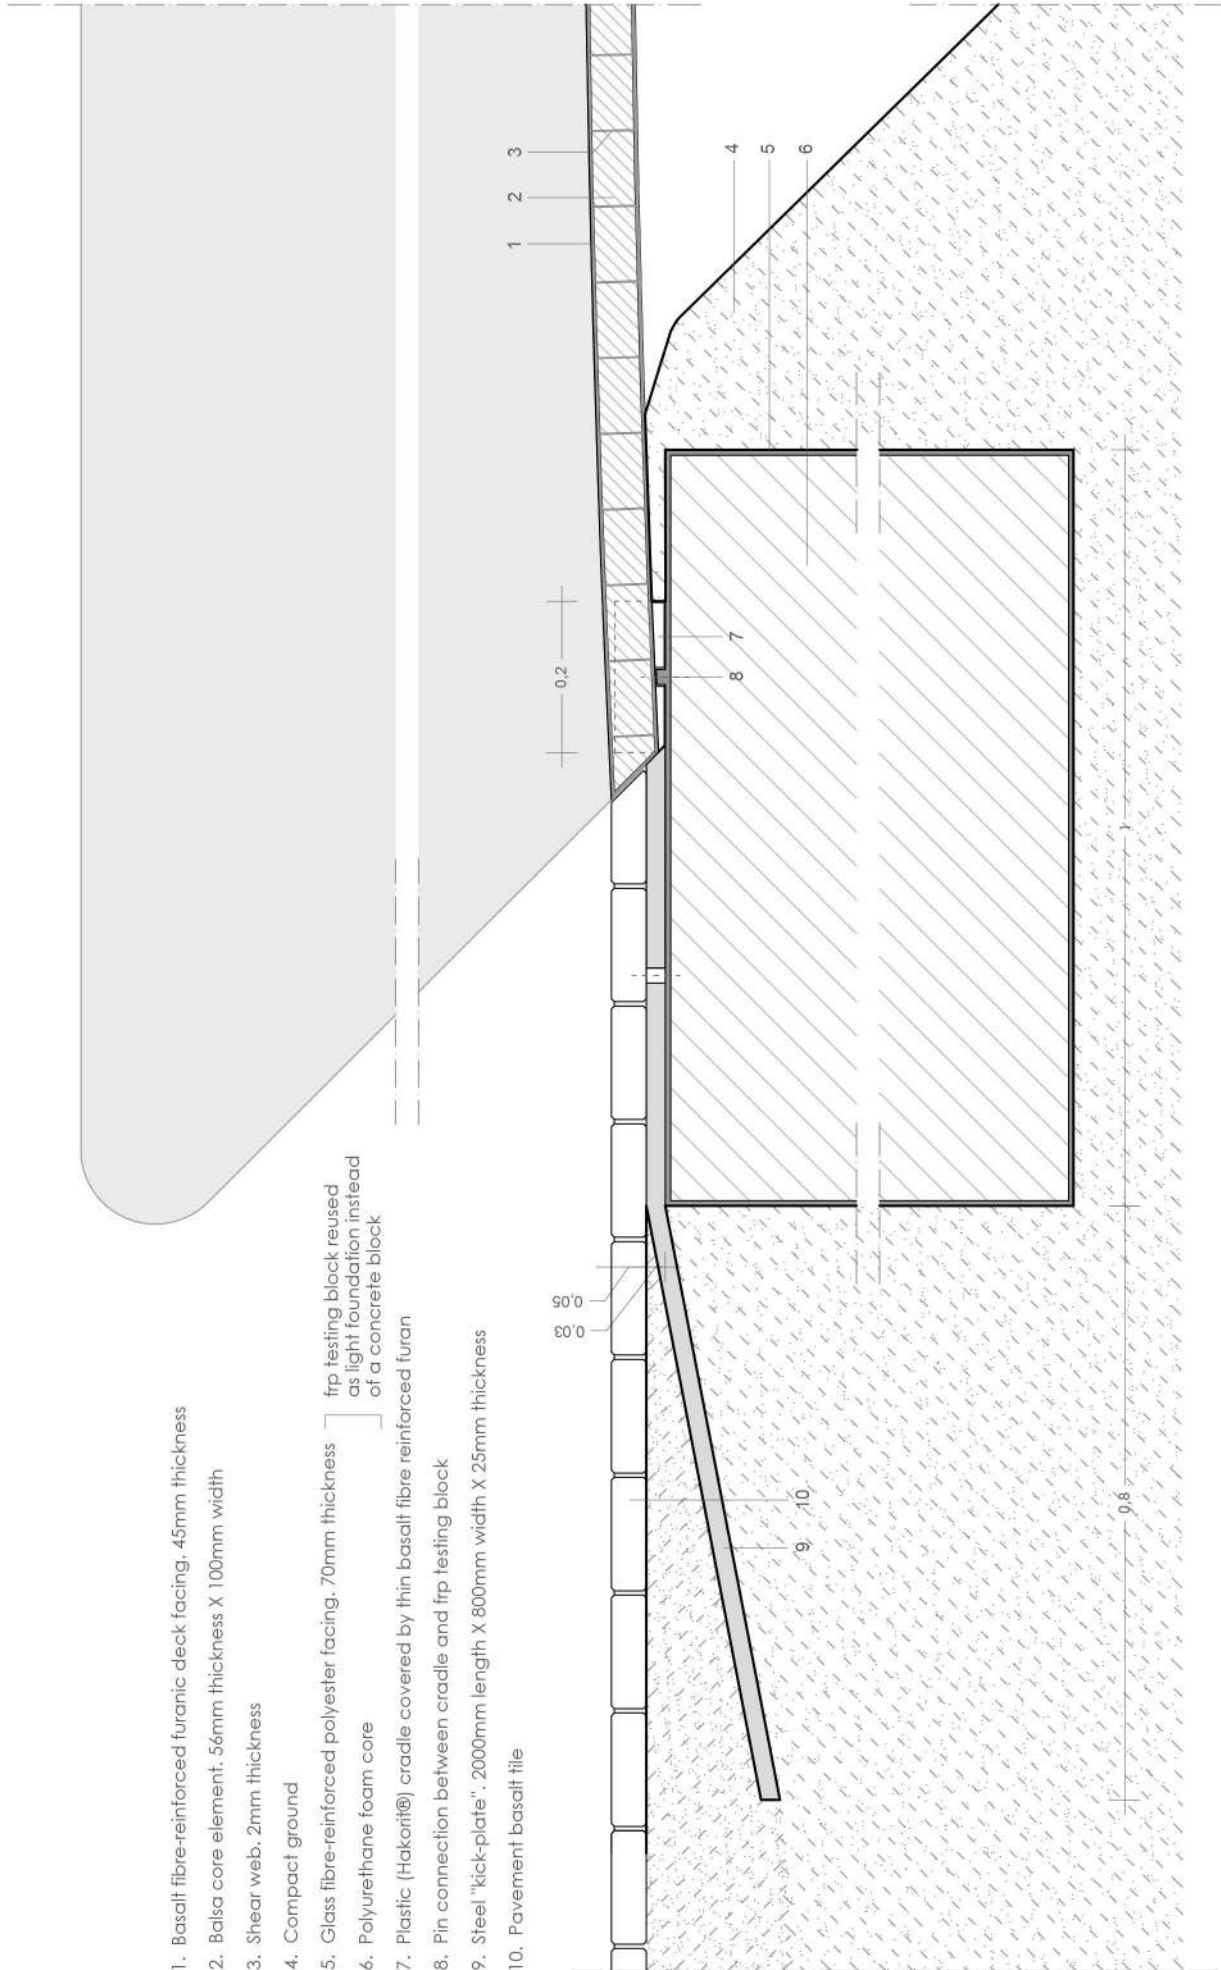 1. Basalt fibre-reinforced furanic deck facing. 45mm thickness
2. Balsa core element. 56mm thickness X 100mm width
3. Shear web. 2mm thickness
4. Compact ground
5. Glass fibre-reinforced polyester facing. 70mm thickness
6. Polyurethane foam core
frp testing block reused
as light foundation instead
of a concrete block
7. Plastic (Hakorit®) cradle covered by thin basalt fibre reinforced furan
8. Pin connection between cradle and frp testing block
9. Steel "kick-plate". 2000mm length X 800mm width X 25mm thickness
10. Pavement basalt tile
1
2
3
4
5
6
0,2
7
8
0,05
0,03
9
10
0,8
1